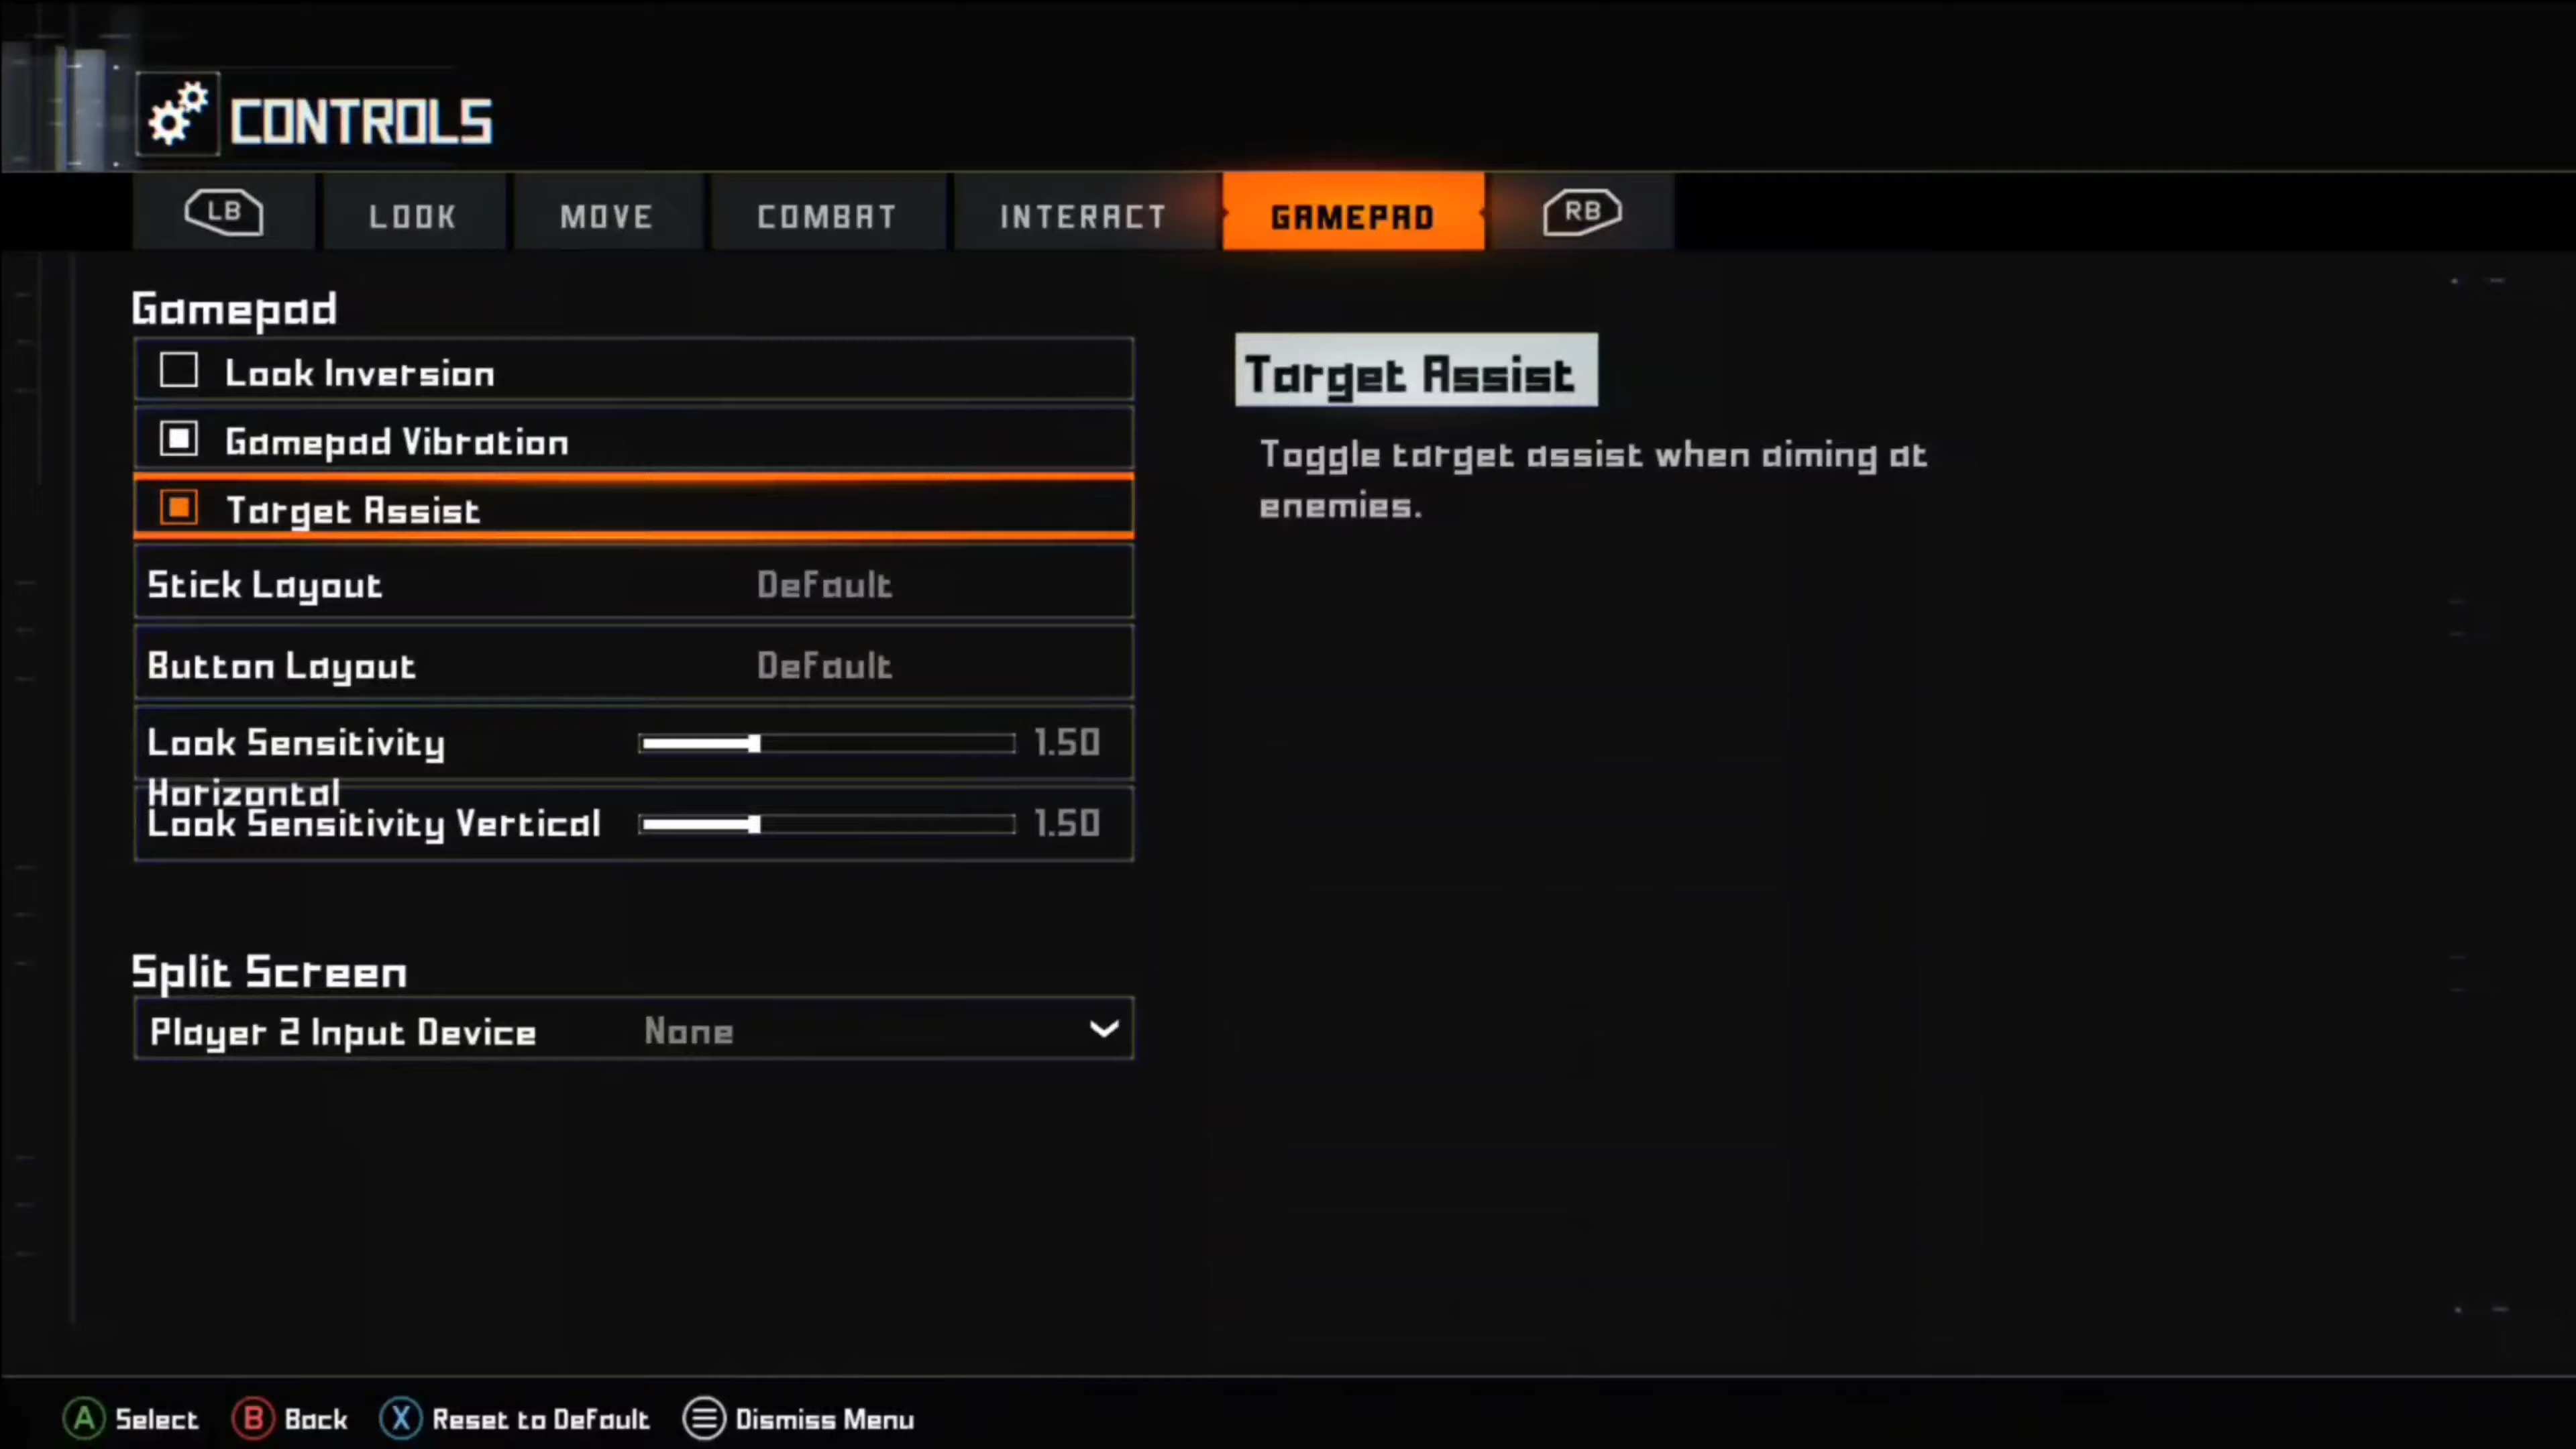 CONTROLS
LB LOOK MOVE COMBAT INTERACT GAMEPAD RB
Gamepad
Look Inversion
Gamepad Vibration
Target Assist
Stick Layout DeFault
Button Layout DeFault
Look Sensitivity 1.50
Horizontal
Look Sensitivity Vertical 1.50
Split Screen
Player 2 Input Device None
Target Assist
Toggle target assist when aiming at
enemies.
A Select B Back X Reset to DeFault Dismiss Menu